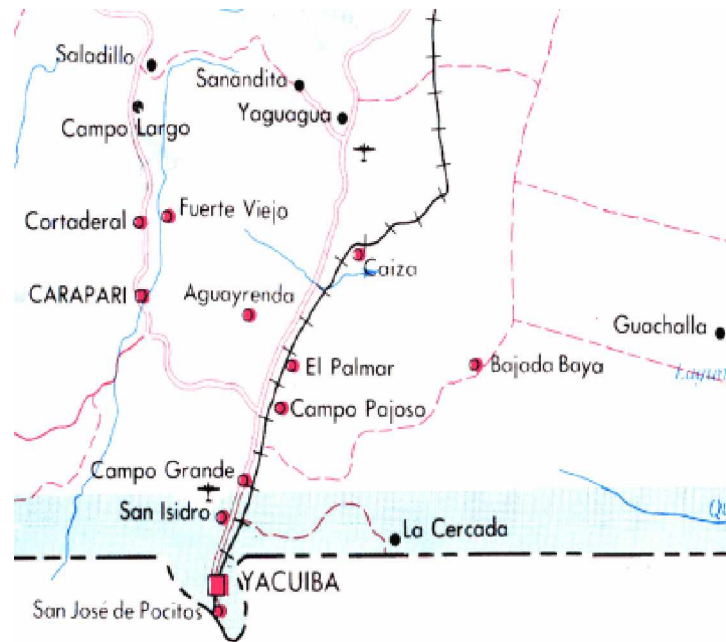 Saladillo
Sanandita
Yaguagua
Campo Largo
Fuerte Viejo
Cortaderal
Caiza
CARAPARI
Aguayrenda
Guachalla
El Palmar
Bajada Baya
Campo Pajoso
Campo Grande
San Isidro
La Cercada
YACUIBA
San José de Pocitos